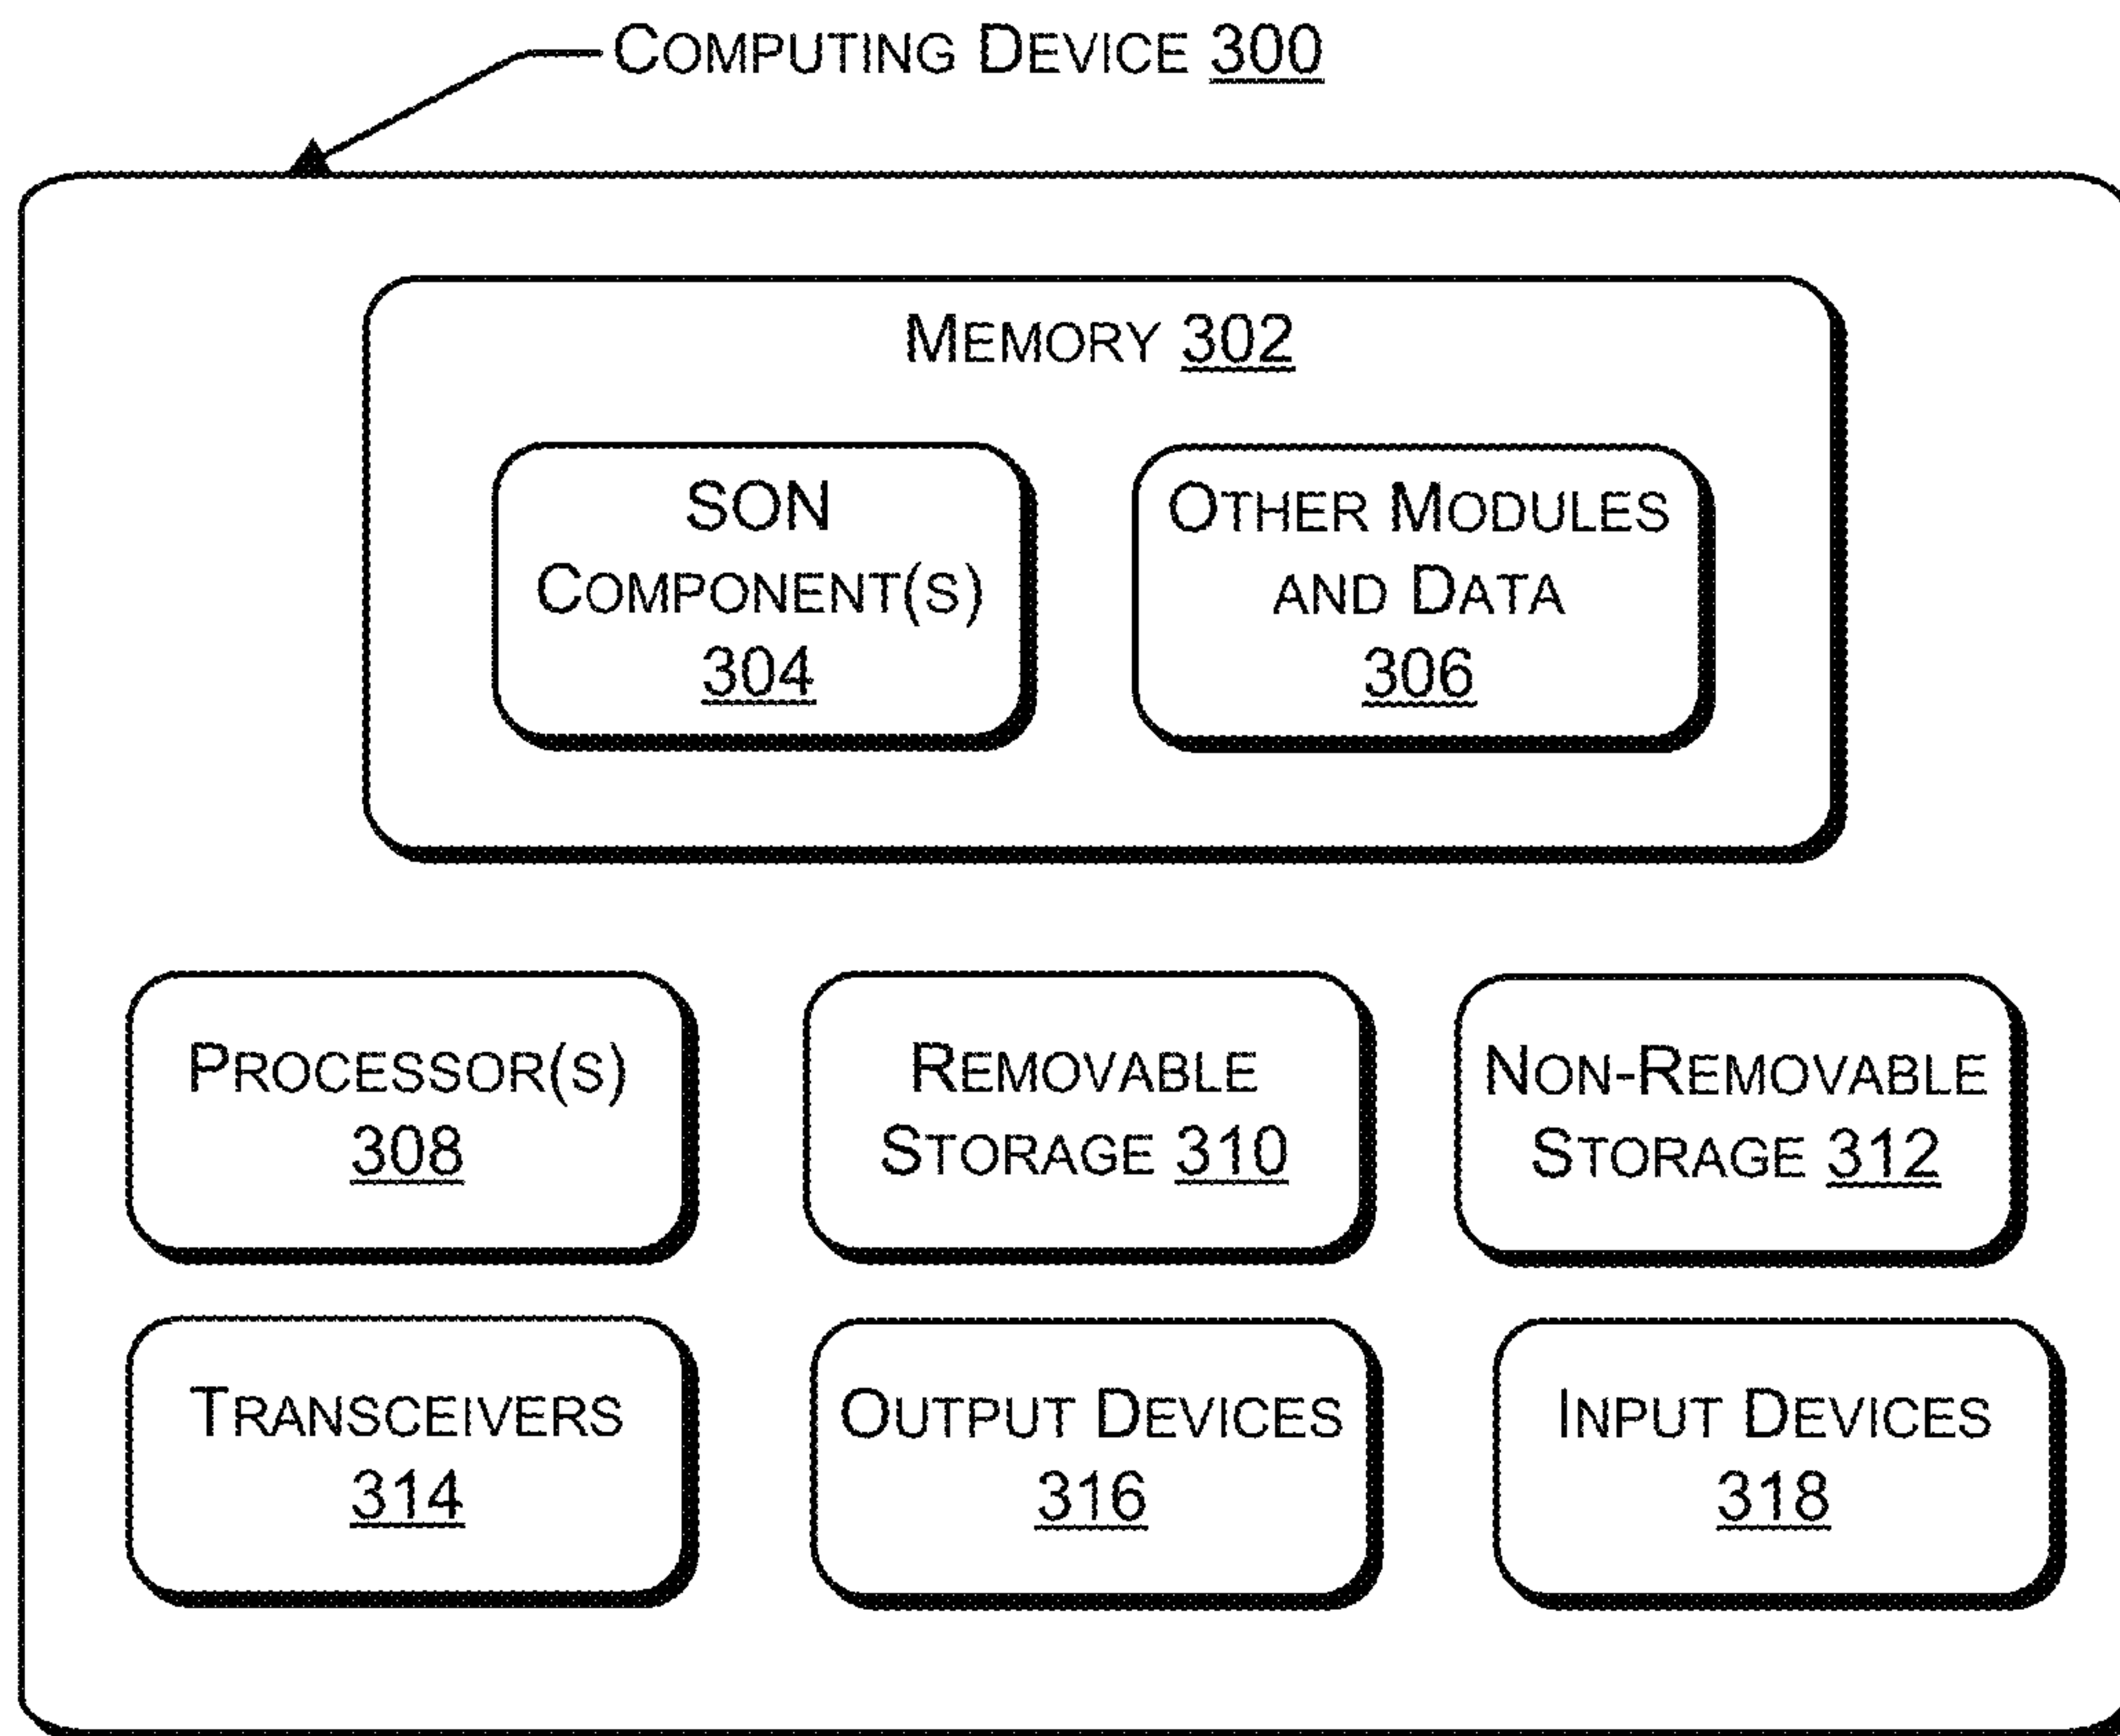 COMPUTING DEVICE 300
MEMORY 302
SON
COMPONENT(S)
304
OTHER MODULES
AND DATA
306
PROCESSOR(S)
308
REMOVABLE
STORAGE 310
NON-REMOVABLE
STORAGE 312
TRANSCEIVERS
314
OUTPUT DEVICES
316
INPUT DEVICES
318